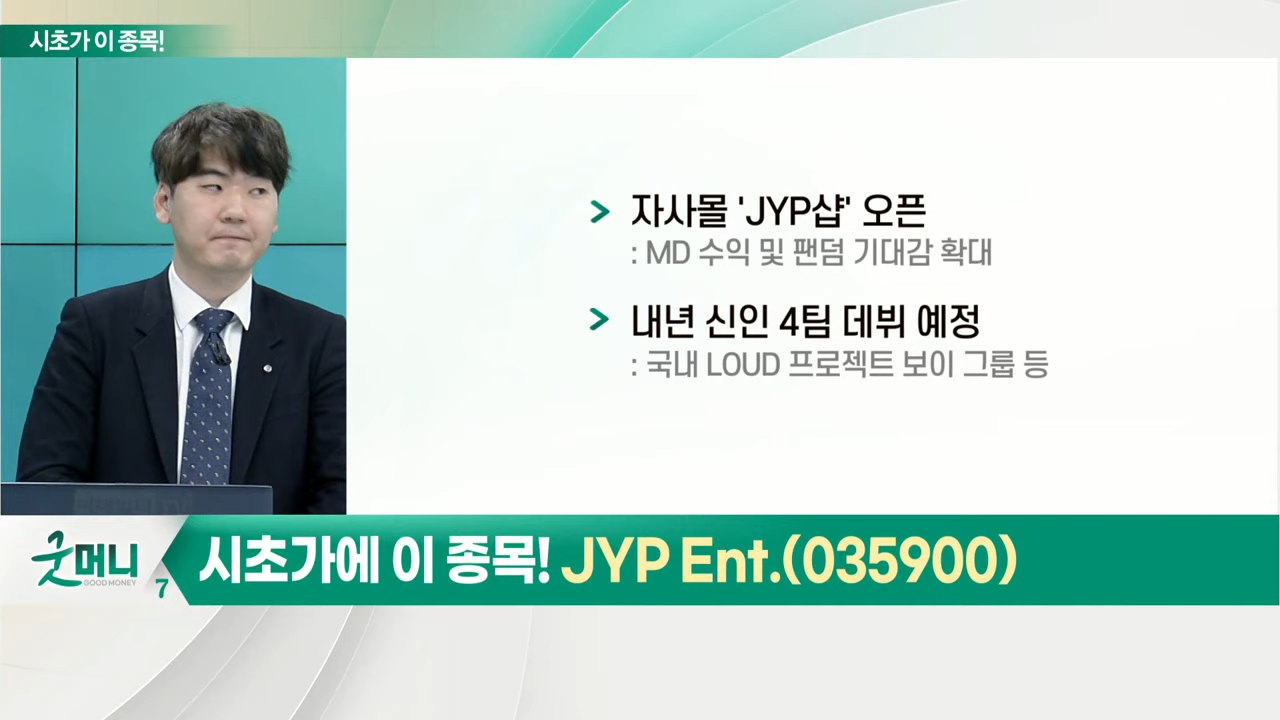 시초가 이 종목!
자사몰 'JYP샵' 오픈
: MD 수익 및 팬덤 기대감 확대
내년 신인 4팀 데뷔 예정
: 국내 LOUD 프로젝트 보이 그룹 등
굿머니
GOOD MONEY
7
시초가에 이 종목! JYP Ent.(035900)